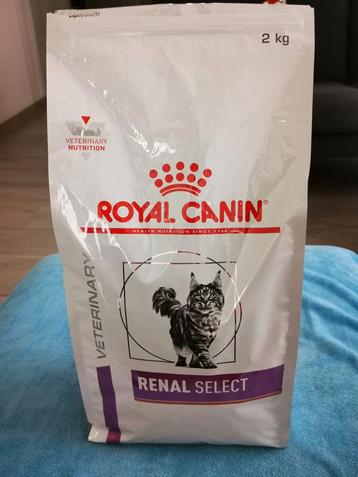 2 kg
VETERINARY
NUTRITION
ROYAL CANIN
HEALTH NUTRITION SINCE 1968
VETERINARY
RENAL SELECT